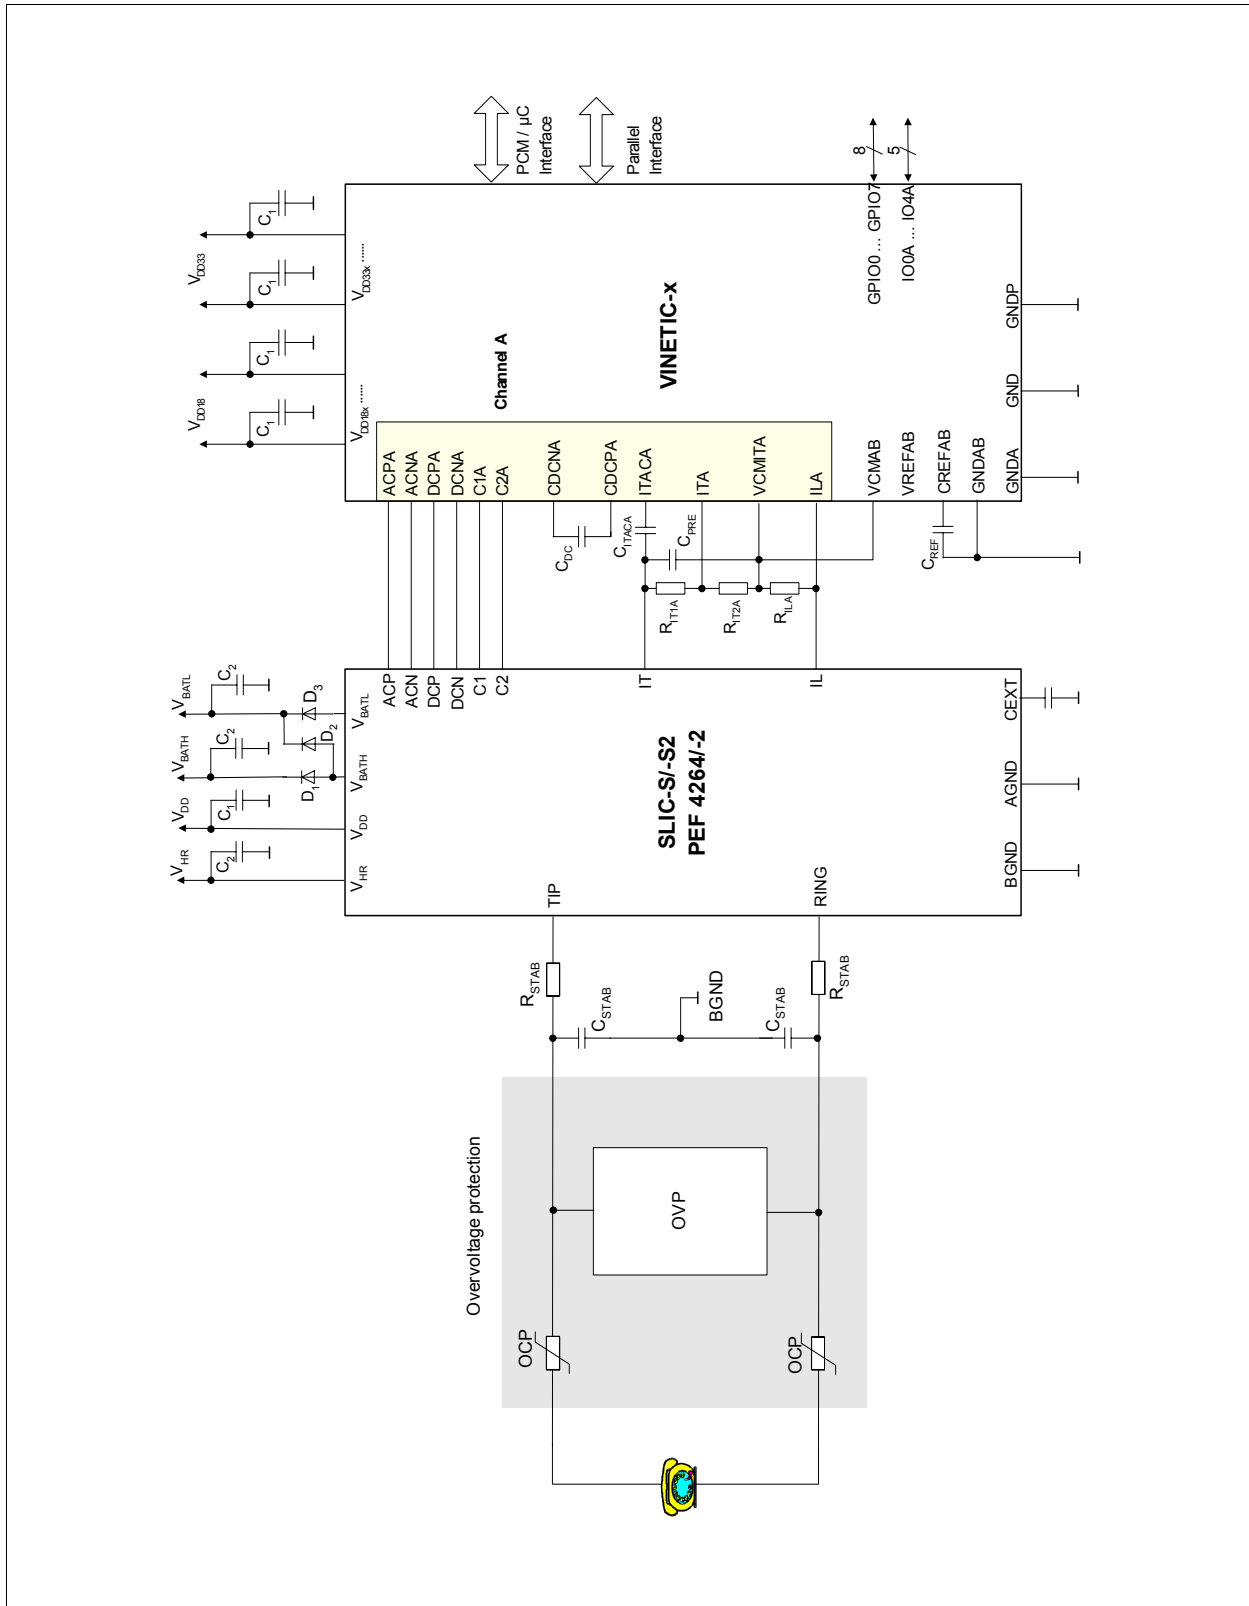 PCM / µC
Interface
Parallel
Interface
8
5
C1
C1
C1
C1
VDD33
VDD18
VDD33x ......
VDD18x ......
GPIO0 ... GPIO7
IO0A ... IO4A
VINETIC-x
Channel A
ACPA
ACNA
DCPA
DCNA
C1A
C2A
CDCNA
CDCPA
ITACA
ITA
VCMITA
ILA
VCMAB
VREFAB
CREFAB
GNDAB
GNDA
GND
GNDP
CDC
CITACA
CPRE
CREF
RIT1A
RIT2A
RILA
VBATL
C2
D3
VBATH
C2
D2
D1
VDD
C1
VHR
C2
VBATL
VBATH
VDD
VHR
ACP
ACN
DCP
DCN
C1
C2
IT
IL
SLIC-S/-S2
PEF 4264/-2
CEXT
AGND
BGND
TIP
RING
RSTAB
RSTAB
CSTAB
CSTAB
BGND
Overvoltage protection
OVP
OCP
OCP